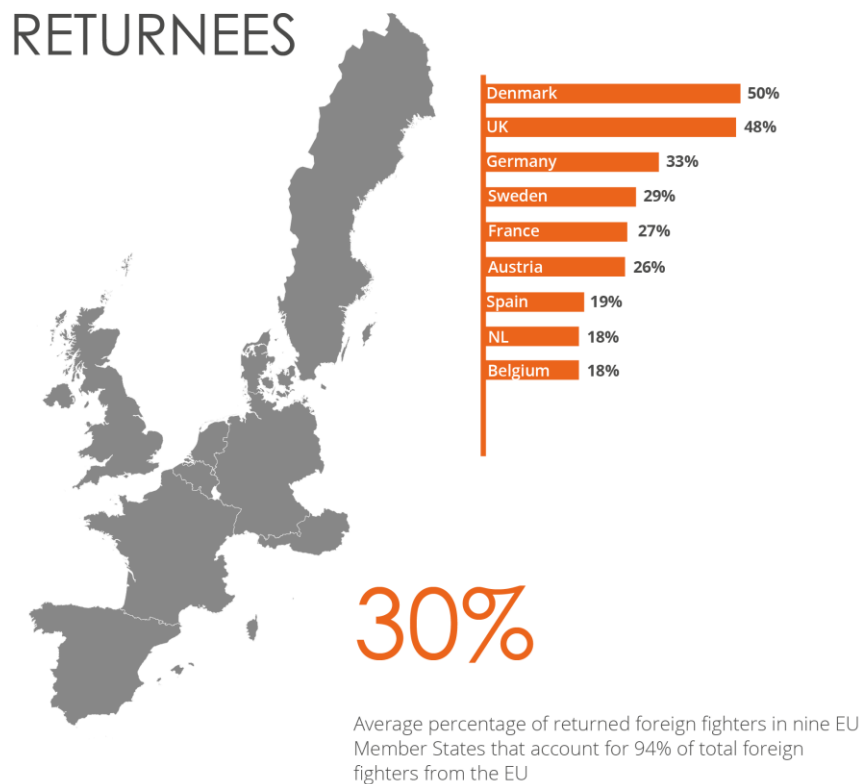 RETURNEES
Denmark 50%
UK 48%
Germany 33%
Sweden 29%
France 27%
Austria 26%
Spain 19%
NL 18%
Belgium 18%
30%
Average percentage of returned foreign fighters in nine EU
Member States that account for 94% of total foreign
fighters from the EU